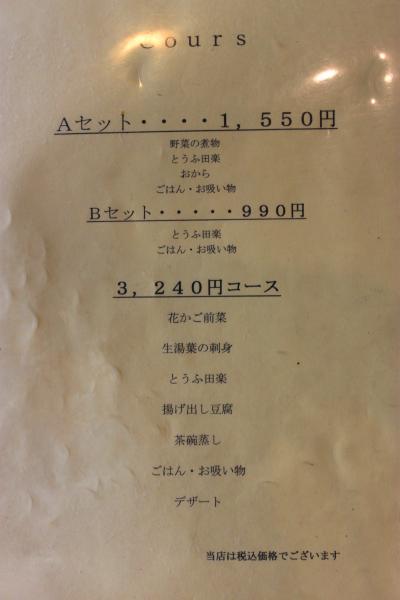 Cours
Aセット・・・・1,550円
野菜の煮物
とうふ田楽
おから
ごはん・お吸い物
Bセット・・・・・990円
とうふ田楽
ごはん・お吸い物
3,240円コース
花かご前菜
生湯葉の刺身
とうふ田楽
揚げ出し豆腐
茶碗蒸し
ごはん・お吸い物
デザート
当店は税込価格でございます